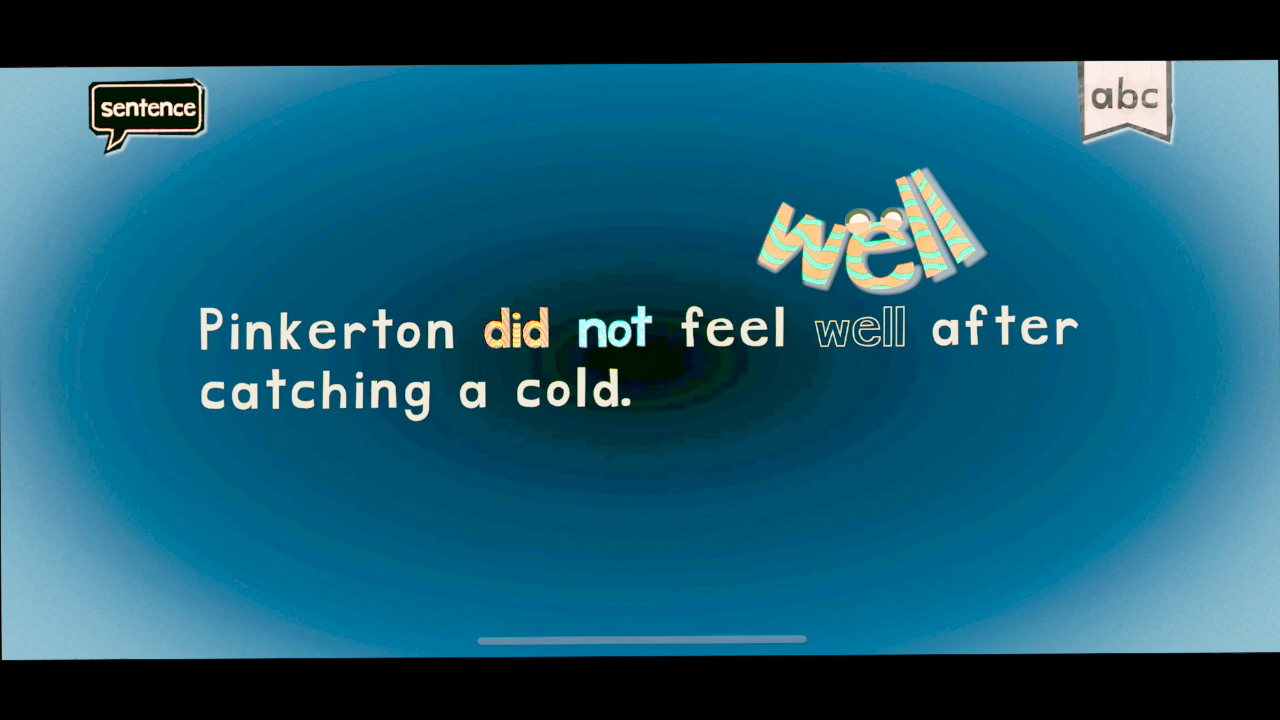 sentence
abc
well
Pinkerton did not feel well after
catching a cold.